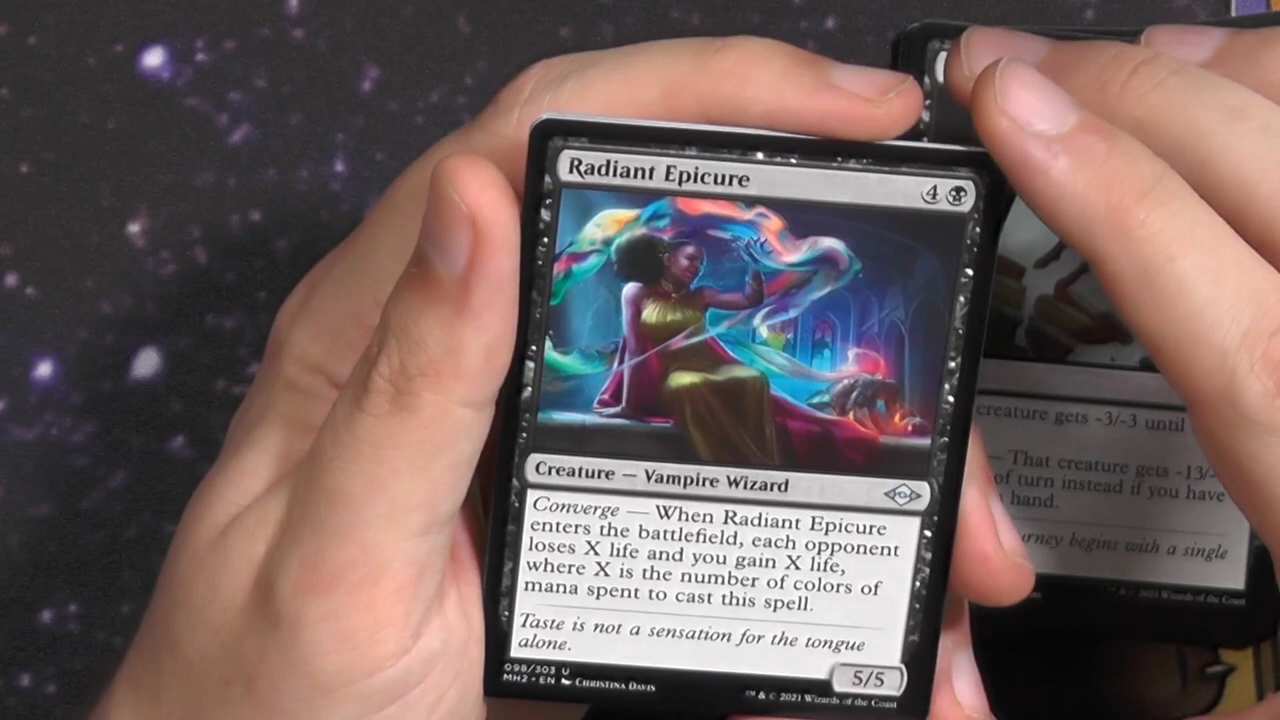 Radiant Epicure
4
Creature — Vampire Wizard
Converge — When Radiant Epicure
enters the battlefield, each opponent
loses X life and you gain X life,
where X is the number of colors of
mana spent to cast this spell.
Taste is not a sensation for the tongue
alone.
5/5
098/303 U
MH2 • EN Christina Davis
™ & © 2021 Wizards of the Coast
creature gets -3/-3 until
— That creature gets -13/-
of turn instead if you have
hand.
begins with a single
™ & © 2021 Wizards of the Coast